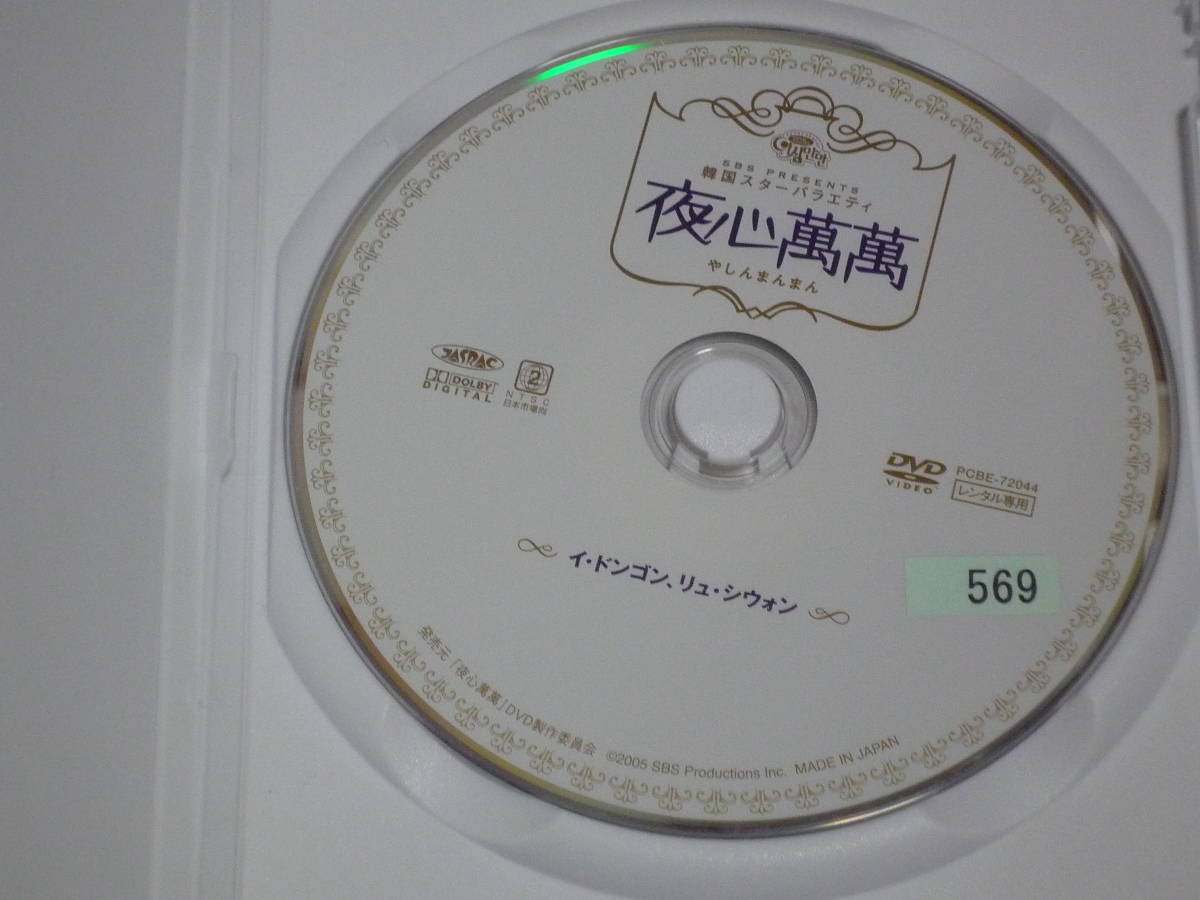 SBS PRESENTS
韓国スターバラエティ
夜心萬萬
やしんまんまん
JASRAC
DOLBY
DIGITAL
2
NTSC
日本市場向
DVD
VIDEO
PCBE-72044
レンタル専用
イ・ドンゴン、リュ・シウォン
569
発売元「夜心萬萬」DVD製作委員会 ©2005 SBS Productions Inc. MADE IN JAPAN